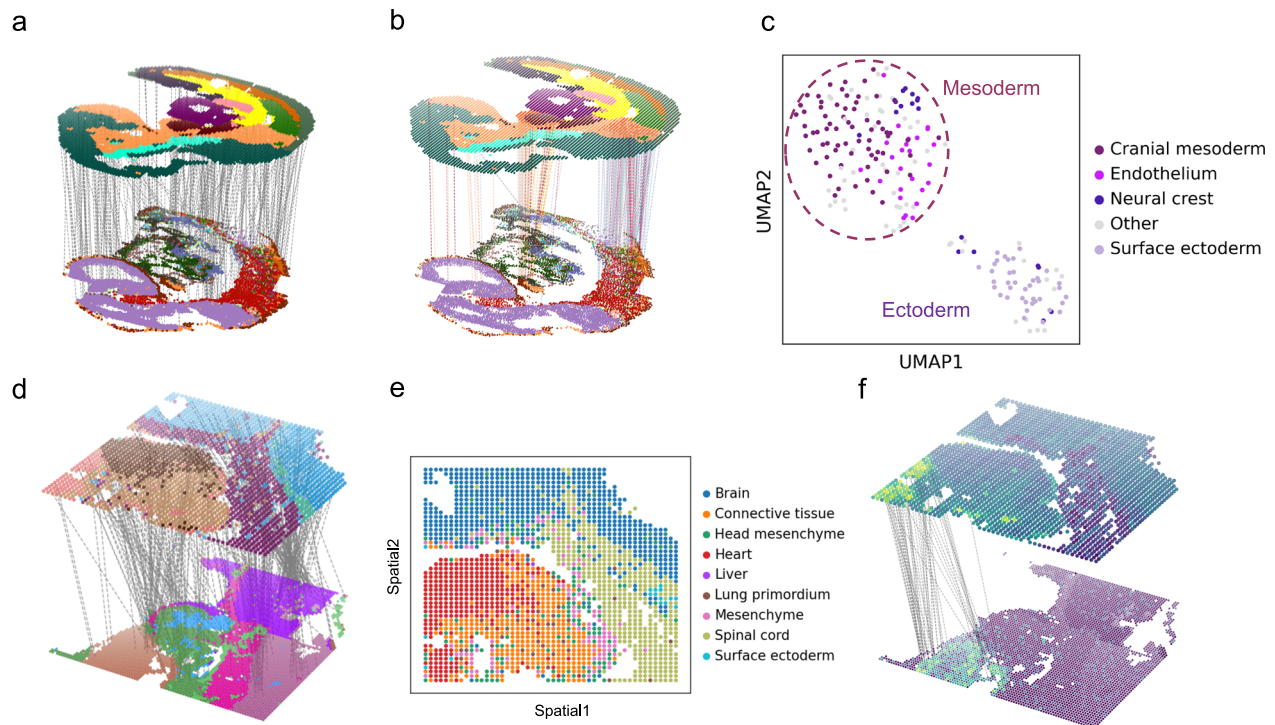 a
b
c
Mesoderm
Ectoderm
UMAP2
UMAP1
Cranial mesoderm
Endothelium
Neural crest
Other
Surface ectoderm
d
e
f
Spatial2
Spatial1
Brain
Connective tissue
Head mesenchyme
Heart
Liver
Lung primordium
Mesenchyme
Spinal cord
Surface ectoderm